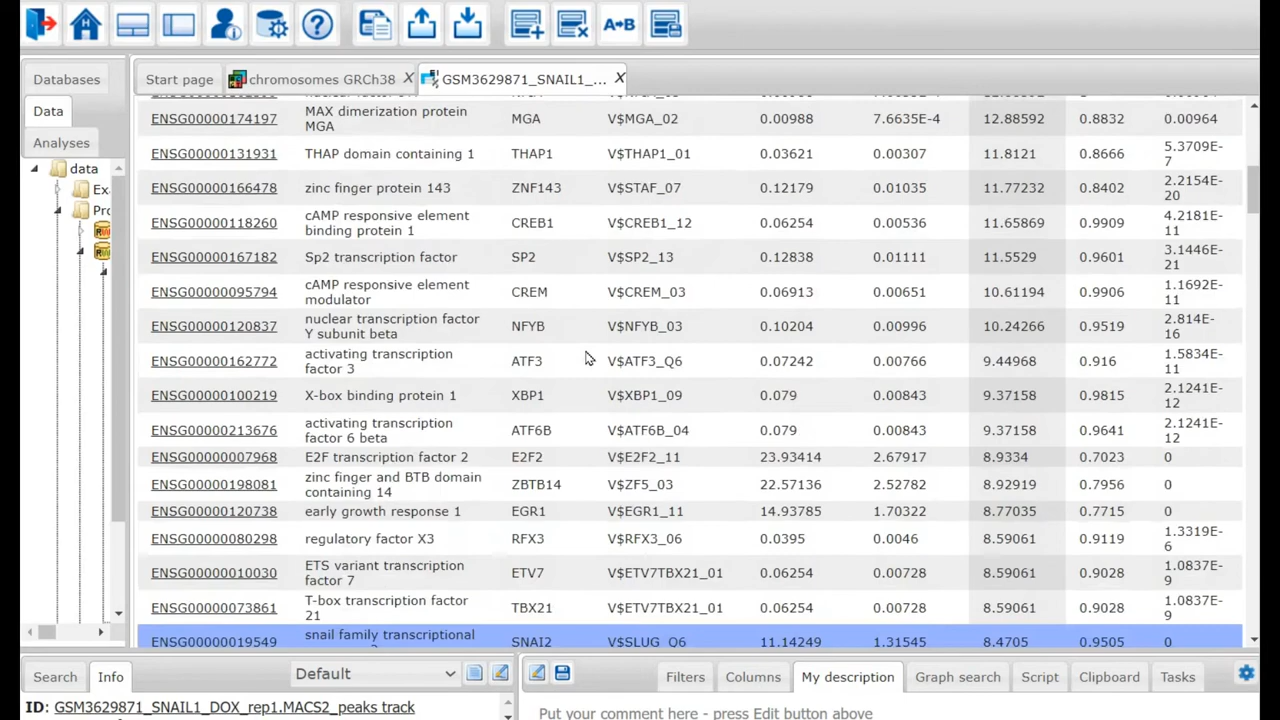 A→B
Databases
Data
Analyses
data
Ex
Pro
Start page
chromosomes GRCh38 X
GSM3629871_SNAIL1_... X
ENSG00000174197 MAX dimerization protein MGA V$MGA_02 0.00988 7.6635E-4 12.88592 0.8832 0.00964
MGA
ENSG00000131931 THAP domain containing 1 THAP1 V$THAP1_01 0.03621 0.00307 11.8121 0.8666 5.3709E-
7
ENSG00000166478 zinc finger protein 143 ZNF143 V$STAF_07 0.12179 0.01035 11.77232 0.8402 2.2154E-
20
ENSG00000118260 cAMP responsive element CREB1 V$CREB1_12 0.06254 0.00536 11.65869 0.9909 4.2181E-
binding protein 1 11
ENSG00000167182 Sp2 transcription factor SP2 V$SP2_13 0.12838 0.01111 11.5529 0.9601 3.1446E-
21
ENSG00000095794 cAMP responsive element CREM V$CREM_03 0.06913 0.00651 10.61194 0.9906 1.1692E-
modulator 11
ENSG00000120837 nuclear transcription factor NFYB V$NFYB_03 0.10204 0.00996 10.24266 0.9519 2.814E-
Y subunit beta 16
ENSG00000162772 activating transcription ATF3 V$ATF3_Q6 0.07242 0.00766 9.44968 0.916 1.5834E-
factor 3 11
ENSG00000100219 X-box binding protein 1 XBP1 V$XBP1_09 0.079 0.00843 9.37158 0.9815 2.1241E-
12
ENSG00000213676 activating transcription ATF6B V$ATF6B_04 0.079 0.00843 9.37158 0.9641 2.1241E-
factor 6 beta 12
ENSG00000007968 E2F transcription factor 2 E2F2 V$E2F2_11 23.93414 2.67917 8.9334 0.7023 0
ENSG00000198081 zinc finger and BTB domain ZBTB14 V$ZF5_03 22.57136 2.52782 8.92919 0.7956 0
containing 14
ENSG00000120738 early growth response 1 EGR1 V$EGR1_11 14.93785 1.70322 8.77035 0.7715 0
ENSG00000080298 regulatory factor X3 RFX3 V$RFX3_06 0.0395 0.0046 8.59061 0.9119 1.3319E-
6
ENSG00000010030 ETS variant transcription ETV7 V$ETV7TBX21_01 0.06254 0.00728 8.59061 0.9028 1.0837E-
factor 7 9
ENSG00000073861 T-box transcription factor TBX21 V$ETV7TBX21_01 0.06254 0.00728 8.59061 0.9028 1.0837E-
21 9
ENSG00000019549 snail family transcriptional SNAI2 V$SLUG_Q6 11.14249 1.31545 8.4705 0.9505 0
Search
Info
Default
ID: GSM3629871_SNAIL1_DOX_rep1.MACS2_peaks track
Filters
Columns
My description
Graph search
Script
Clipboard
Tasks
Put your comment here - press Edit button above